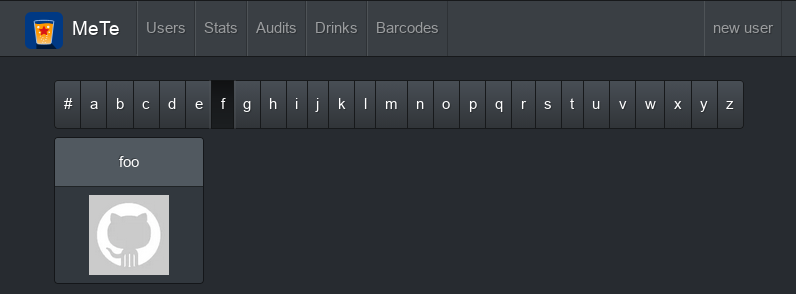 MeTe Users Stats Audits Drinks Barcodes new user
# a b c d e f g h i j k l m n o p q r s t u v w x y z
foo